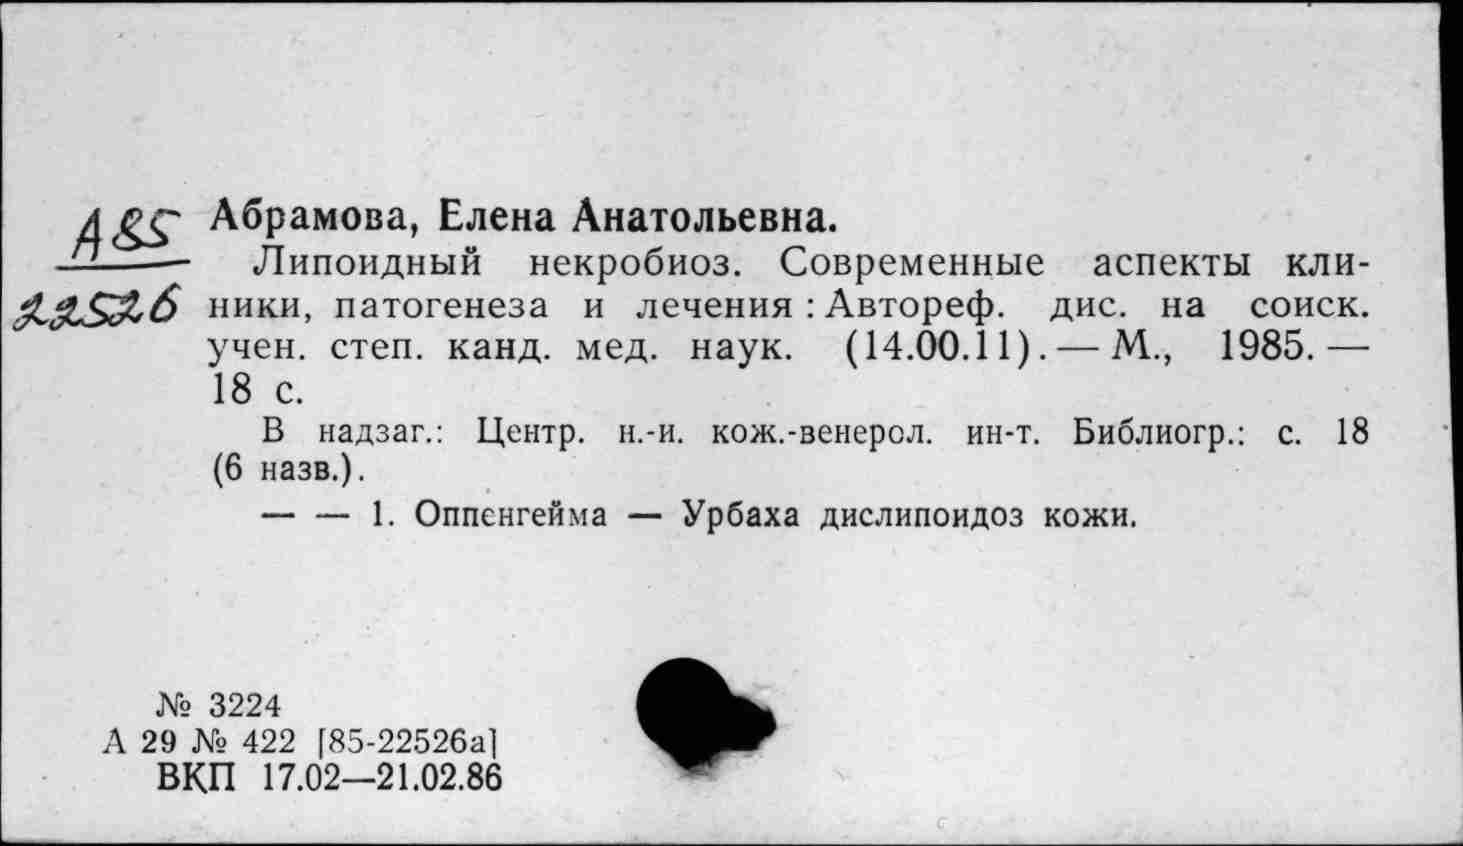 А85 Абрамова, Елена Анатольевна.
22526
Липоидный некробиоз. Современные аспекты кли-
ники, патогенеза и лечения : Автореф. дис. на соиск.
учен. степ. канд. мед. наук. (14.00.11). — М., 1985. —
18 с.
В надзаг.: Центр. н.-и. кож.-венерол. ин-т. Библиогр.: с. 18
(6 назв.).
— — 1. Оппенгейма — Урбаха дислипоидоз кожи.
№ 3224
А 29 № 422 [85-22526а]
ВКП 17.02—21.02.86